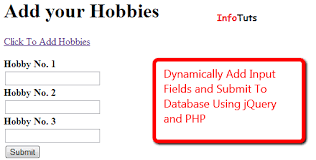 Add your Hobbies
InfoTuts
Click To Add Hobbies
Hobby No. 1
Hobby No. 2
Hobby No. 3
Submit
Dynamically Add Input
Fields and Submit To
Database Using jQuery
and PHP